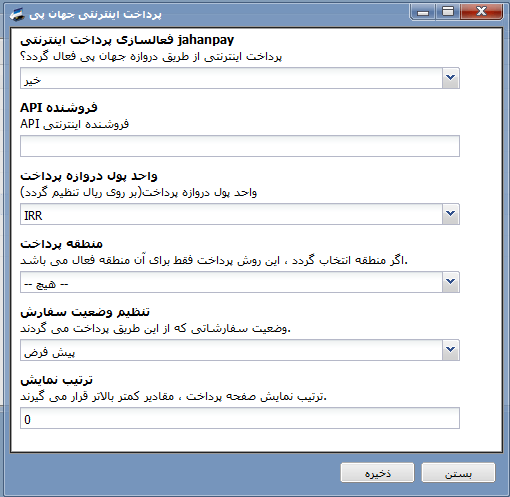 پرداخت اینترنتی جهان پی
فعالسازی پرداخت اینترنتی jahanpay
پرداخت اینترنتی از طریق دروازه جهان پی فعال گردد؟
خیر
فروشنده API
فروشنده اینترنتی API
واحد پول دروازه پرداخت
واحد پول دروازه پرداخت(بر روی ریال تنظیم گردد)
IRR
منطقه پرداخت
اگر منطقه انتخاب گردد ، این روش پرداخت فقط برای آن منطقه فعال می باشد.
-- هیچ --
تنظیم وضعیت سفارش
وضعیت سفارشاتی که از این طریق پرداخت می گردند.
پیش فرض
ترتیب نمایش
ترتیب نمایش صفحه پرداخت ، مقادیر کمتر بالاتر قرار می گیرند.
0
ذخیره
بستن